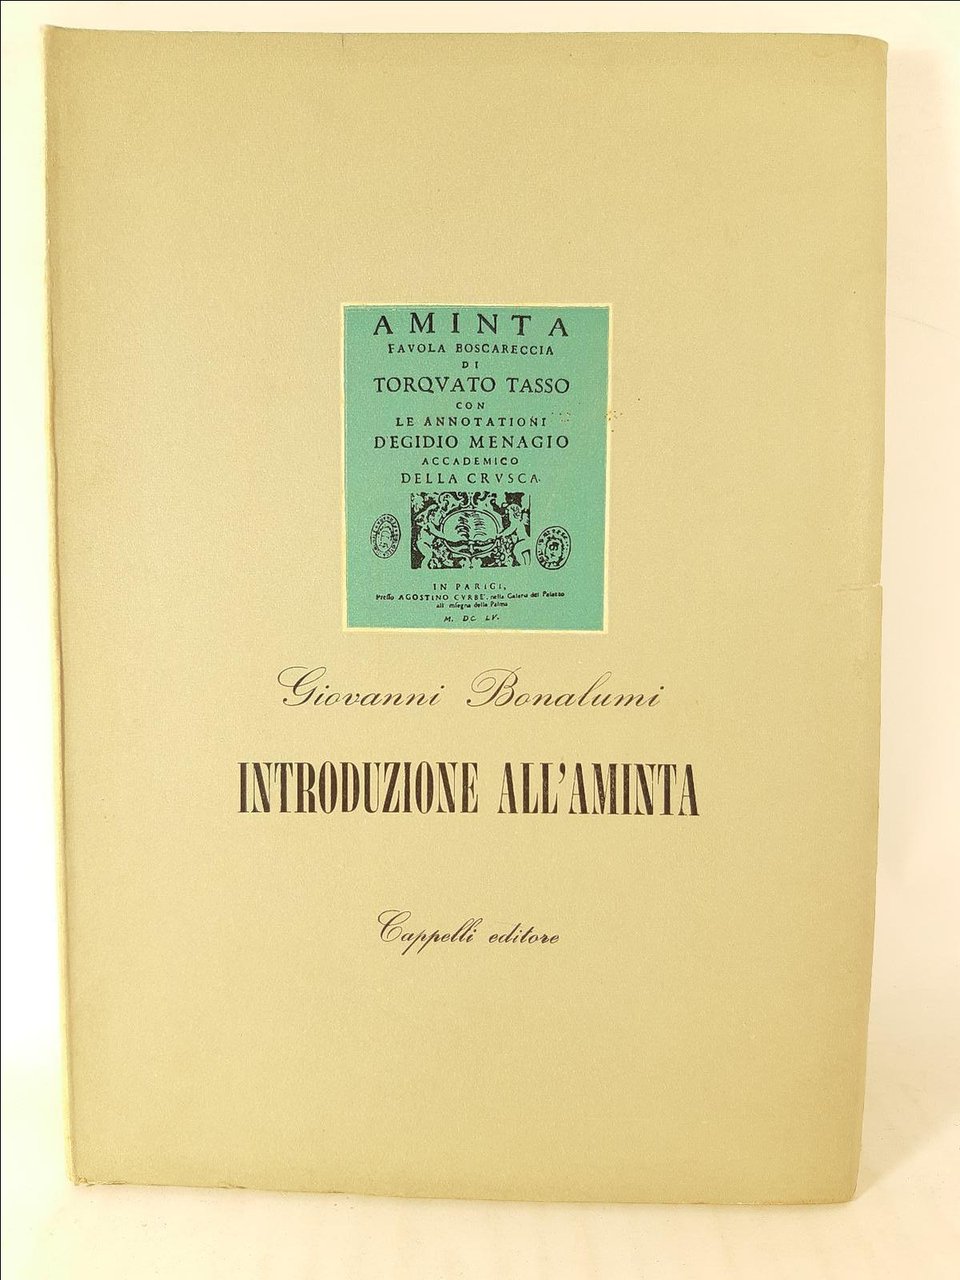 AMINTA
FAVOLA BOSCARECCIA
DI
TORQVATO TASSO
CON
LE ANNOTATIONI
D'EGIDIO MENAGIO
ACCADEMICO
DELLA CRVSCA.
IN PARIGI,
Presso AGOSTINO CVRBE', nella Galeria del Palazzo
all' insegna della Palma
M. DC LV.
Giovanni Bonalumi
INTRODUZIONE ALL'AMINTA
Cappelli editore